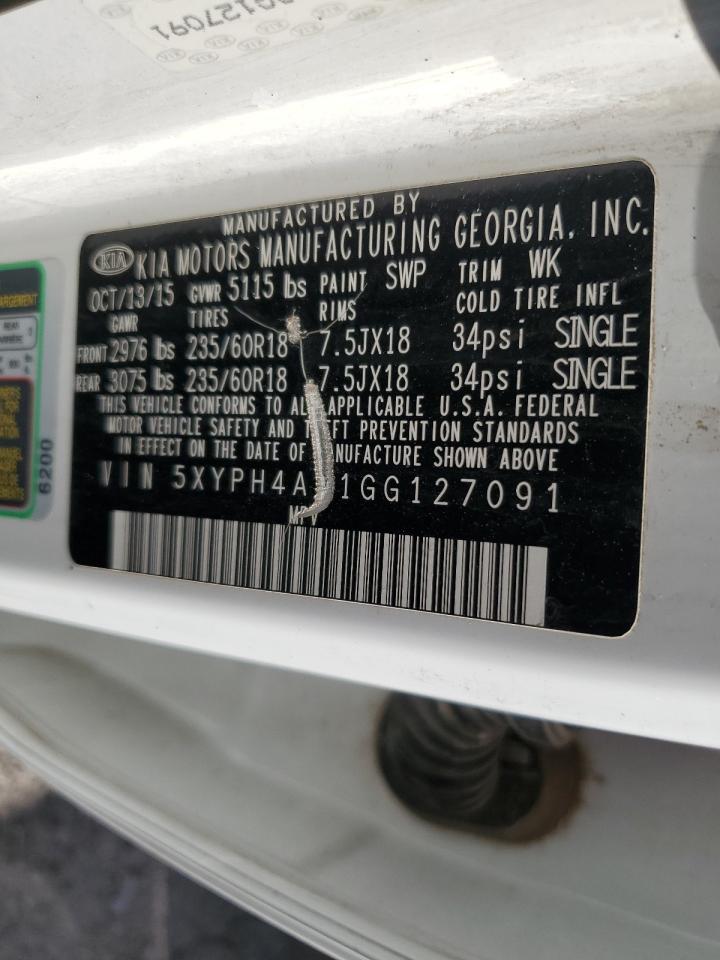 G127091
KIA
MANUFACTURED BY
KIA KIA MOTORS MANUFACTURING GEORGIA, INC.
OCT/13/15 GVWR 5115 lbs PAINT SWP TRIM WK
GAWR TIRES RIMS COLD TIRE INFL
FRONT 2976 lbs 235/60R18 7.5JX18 34psi SINGLE
REAR 3075 lbs 235/60R18 7.5JX18 34psi SINGLE
THIS VEHICLE CONFORMS TO APPLICABLE U.S.A. FEDERAL
MOTOR VEHICLE SAFETY AND PREVENTION STANDARDS
IN EFFECT ON THE DATE OF SHOWN ABOVE
VIN 5XYPH4A 1GG127091
MPV
6200